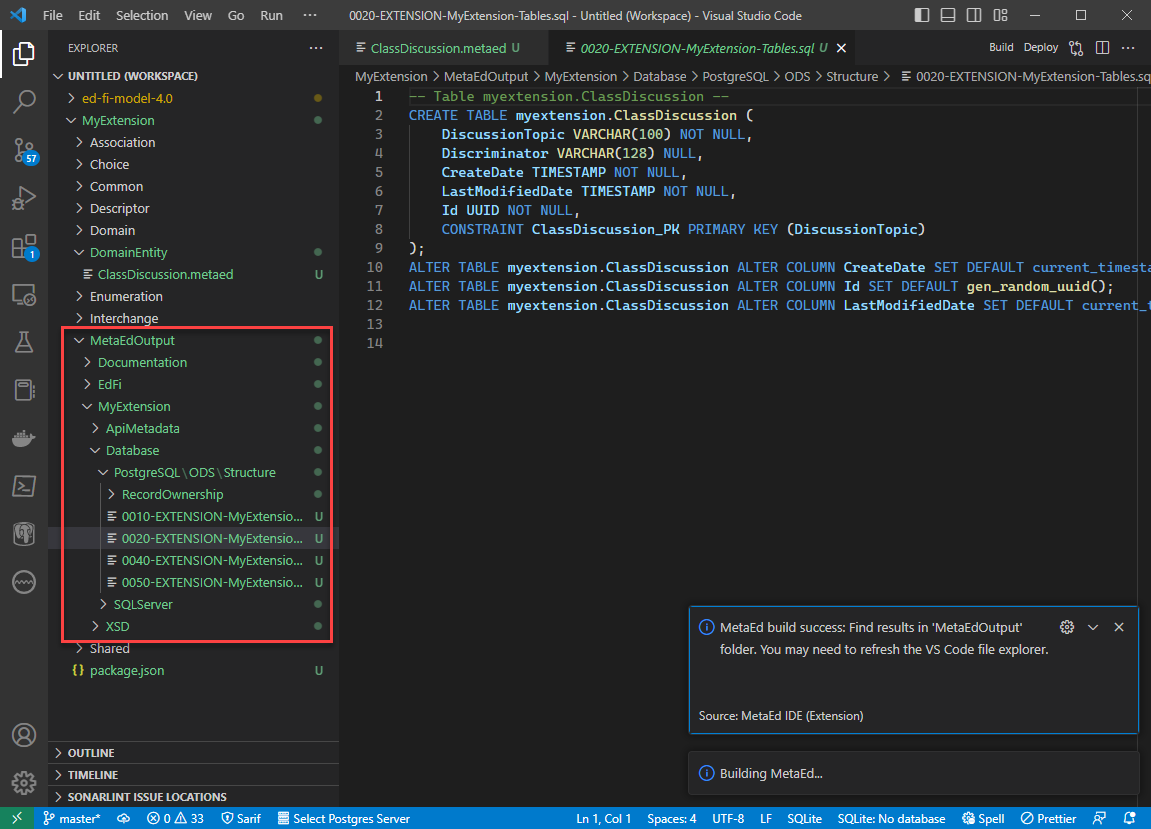 File Edit Selection View Go Run ··· 0020-EXTENSION-MyExtension-Tables.sql - Untitled (Workspace) - Visual Studio Code
EXPLORER ···
UNTITLED (WORKSPACE)
ed-fi-model-4.0
MyExtension
Association
Choice
Common
Descriptor
Domain
DomainEntity
ClassDiscussion.metaed U
Enumeration
Interchange
MetaEdOutput
Documentation
EdFi
MyExtension
ApiMetadata
Database
PostgreSQL\ODS\Structure
RecordOwnership
0010-EXTENSION-MyExtensio... U
0020-EXTENSION-MyExtensio... U
0040-EXTENSION-MyExtensio... U
0050-EXTENSION-MyExtensio... U
SQLServer
XSD
Shared
{} package.json U
OUTLINE
TIMELINE
SONARLINT ISSUE LOCATIONS
57
1
ClassDiscussion.metaed U
0020-EXTENSION-MyExtension-Tables.sql U
Build Deploy ···
MyExtension > MetaEdOutput > MyExtension > Database > PostgreSQL > ODS > Structure > 0020-EXTENSION-MyExtension-Tables.sq
1 -- Table myextension.ClassDiscussion --
2 CREATE TABLE myextension.ClassDiscussion (
3 DiscussionTopic VARCHAR(100) NOT NULL,
4 Discriminator VARCHAR(128) NULL,
5 CreateDate TIMESTAMP NOT NULL,
6 LastModifiedDate TIMESTAMP NOT NULL,
7 Id UUID NOT NULL,
8 CONSTRAINT ClassDiscussion_PK PRIMARY KEY (DiscussionTopic)
9 );
10 ALTER TABLE myextension.ClassDiscussion ALTER COLUMN CreateDate SET DEFAULT current_timesta
11 ALTER TABLE myextension.ClassDiscussion ALTER COLUMN Id SET DEFAULT gen_random_uuid();
12 ALTER TABLE myextension.ClassDiscussion ALTER COLUMN LastModifiedDate SET DEFAULT current_t
13
14
MetaEd build success: Find results in 'MetaEdOutput'
folder. You may need to refresh the VS Code file explorer.
Source: MetaEd IDE (Extension)
Building MetaEd...
master* 0 33 Sarif Select Postgres Server Ln 1, Col 1 Spaces: 4 UTF-8 LF SQLite SQLite: No database Spell Prettier